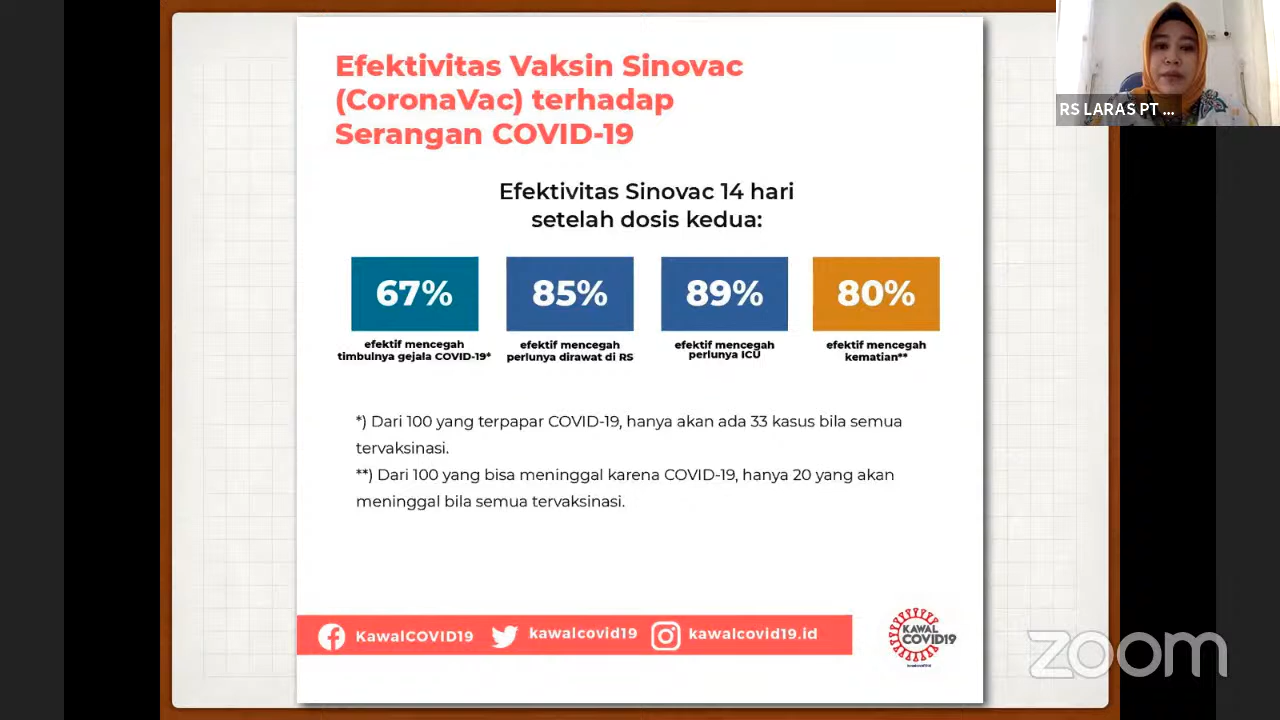 Efektivitas Vaksin Sinovac
(CoronaVac) terhadap
Serangan COVID-19
RS LARAS PT ...
Efektivitas Sinovac 14 hari
setelah dosis kedua:
67%
85%
89%
80%
efektif mencegah
timbulnya gejala COVID-19*
efektif mencegah
perlunya dirawat di RS
efektif mencegah
perlunya ICU
efektif mencegah
kematian**
*) Dari 100 yang terpapar COVID-19, hanya akan ada 33 kasus bila semua
tervaksinasi.
**) Dari 100 yang bisa meninggal karena COVID-19, hanya 20 yang akan
meninggal bila semua tervaksinasi.
KawalCOVID19
kawalcovid19
kawalcovid19.id
KAWAL
COVID19
zoom